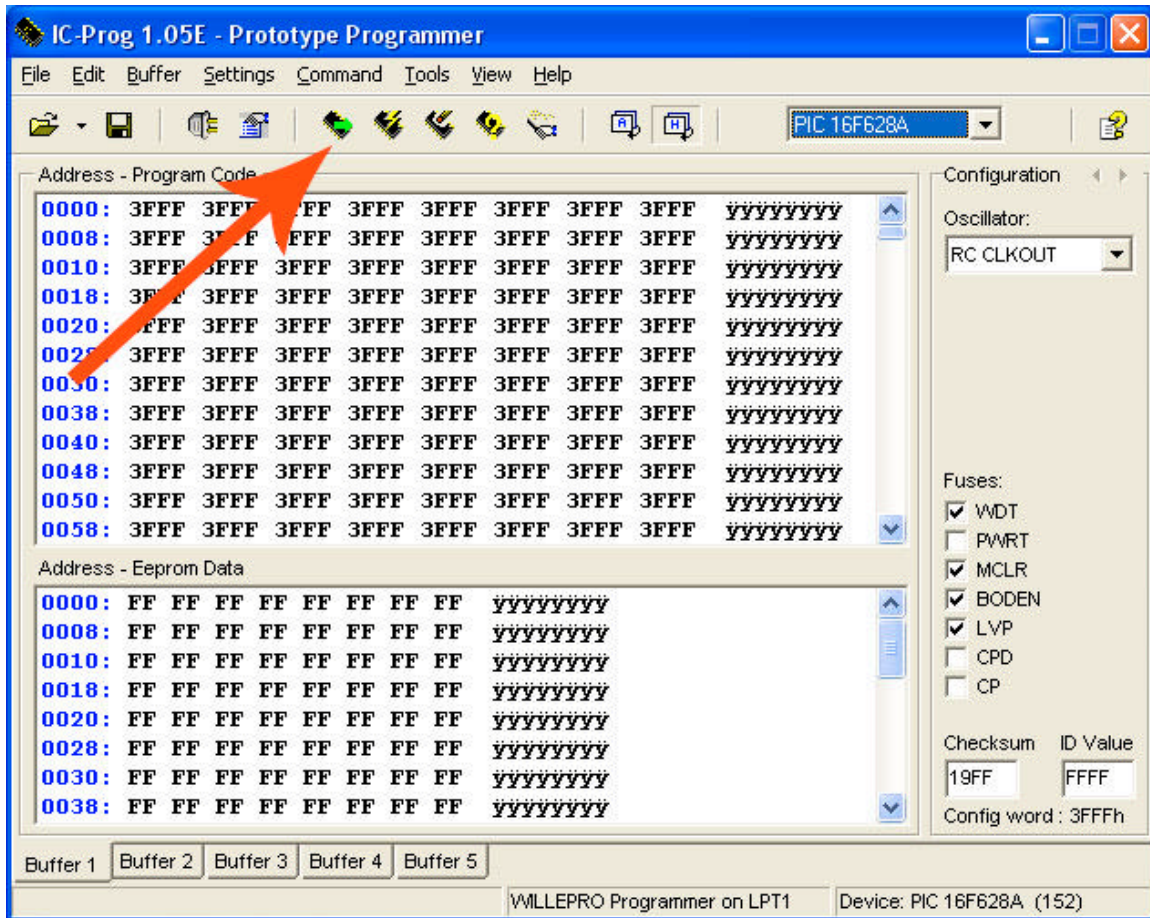 IC-Prog 1.05E - Prototype Programmer
File Edit Buffer Settings Command Tools View Help
PIC 16F628A
Address - Program Code
0000: 3FFF 3FFF 3FFF 3FFF 3FFF 3FFF 3FFF ÿÿÿÿÿÿÿÿ
0008: 3FFF 3FFF 3FFF 3FFF 3FFF 3FFF 3FFF ÿÿÿÿÿÿÿÿ
0010: 3FFF 3FFF 3FFF 3FFF 3FFF 3FFF 3FFF ÿÿÿÿÿÿÿÿ
0018: 3FFF 3FFF 3FFF 3FFF 3FFF 3FFF 3FFF ÿÿÿÿÿÿÿÿ
0020: 3FFF 3FFF 3FFF 3FFF 3FFF 3FFF 3FFF ÿÿÿÿÿÿÿÿ
3FFF 3FFF 3FFF 3FFF 3FFF 3FFF 3FFF 3FFF ÿÿÿÿÿÿÿÿ
3FFF 3FFF 3FFF 3FFF 3FFF 3FFF 3FFF 3FFF ÿÿÿÿÿÿÿÿ
0038: 3FFF 3FFF 3FFF 3FFF 3FFF 3FFF 3FFF 3FFF ÿÿÿÿÿÿÿÿ
0040: 3FFF 3FFF 3FFF 3FFF 3FFF 3FFF 3FFF 3FFF ÿÿÿÿÿÿÿÿ
0048: 3FFF 3FFF 3FFF 3FFF 3FFF 3FFF 3FFF 3FFF ÿÿÿÿÿÿÿÿ
0050: 3FFF 3FFF 3FFF 3FFF 3FFF 3FFF 3FFF 3FFF ÿÿÿÿÿÿÿÿ
0058: 3FFF 3FFF 3FFF 3FFF 3FFF 3FFF 3FFF 3FFF ÿÿÿÿÿÿÿÿ
Address - Eeprom Data
0000: FF FF FF FF FF FF FF FF ÿÿÿÿÿÿÿÿ
0008: FF FF FF FF FF FF FF FF ÿÿÿÿÿÿÿÿ
0010: FF FF FF FF FF FF FF FF ÿÿÿÿÿÿÿÿ
0018: FF FF FF FF FF FF FF FF ÿÿÿÿÿÿÿÿ
0020: FF FF FF FF FF FF FF FF ÿÿÿÿÿÿÿÿ
0028: FF FF FF FF FF FF FF FF ÿÿÿÿÿÿÿÿ
0030: FF FF FF FF FF FF FF FF ÿÿÿÿÿÿÿÿ
0038: FF FF FF FF FF FF FF FF ÿÿÿÿÿÿÿÿ
Configuration
Oscillator:
RC CLKOUT
Fuses:
WDT
PWRT
MCLR
BODEN
LVP
CPD
CP
Checksum ID Value
19FF FFFF
Config word : 3FFFh
Buffer 1 Buffer 2 Buffer 3 Buffer 4 Buffer 5
WILLEPRO Programmer on LPT1 Device: PIC 16F628A (152)